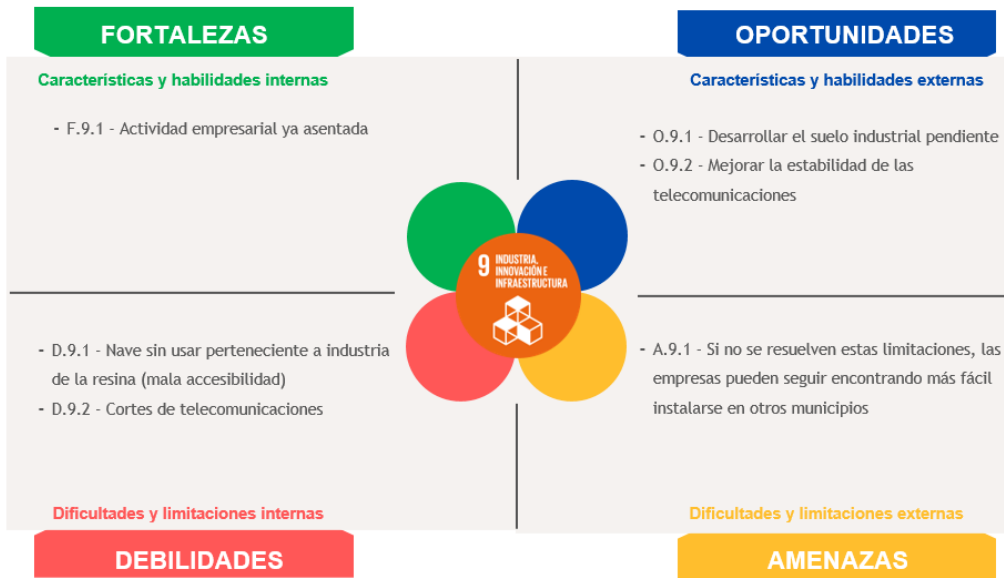 FORTALEZAS
Características y habilidades internas
- F.9.1 - Actividad empresarial ya asentada
OPORTUNIDADES
Características y habilidades externas
- O.9.1 - Desarrollar el suelo industrial pendiente
- O.9.2 - Mejorar la estabilidad de las
telecomunicaciones
9 INDUSTRIA,
INNOVACIÓN E
INFRAESTRUCTURA
- D.9.1 - Nave sin usar perteneciente a industria
de la resina (mala accesibilidad)
- D.9.2 - Cortes de telecomunicaciones
Dificultades y limitaciones internas
DEBILIDADES
- A.9.1 - Si no se resuelven estas limitaciones, las
empresas pueden seguir encontrando más fácil
instalarse en otros municipios
Dificultades y limitaciones externas
AMENAZAS